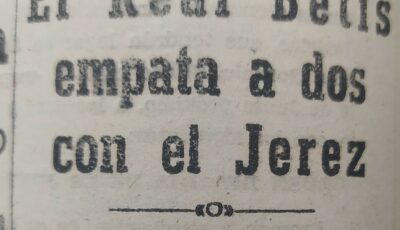 El Real Betis
empata a dos
con el Jerez